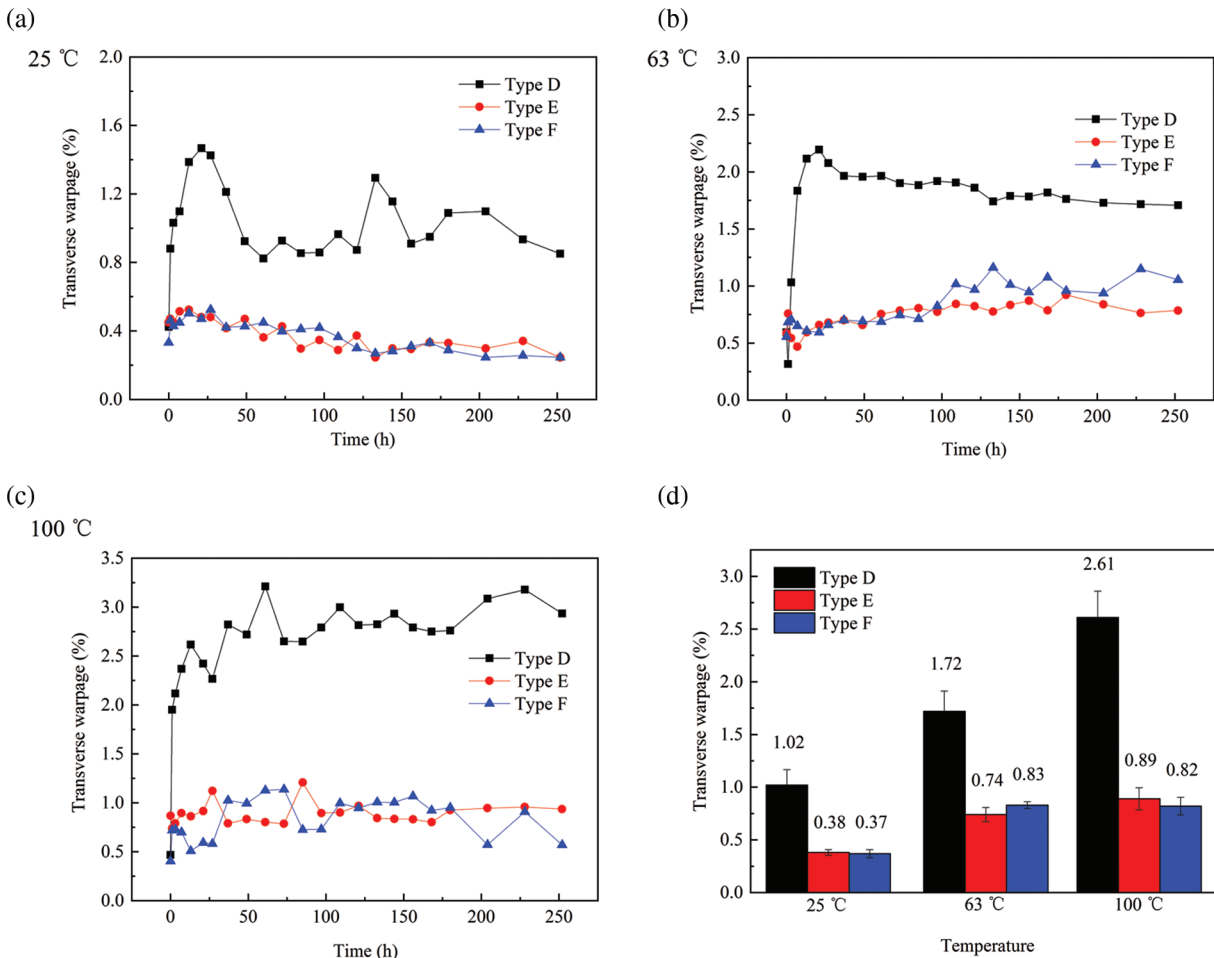 (a)
25 ℃
2.0
1.6
1.2
0.8
0.4
0.0
Transverse warpage (%)
Type D
Type E
Type F
0 50 100 150 200 250
Time (h)
(b)
63 ℃
3.0
2.5
2.0
1.5
1.0
0.5
0.0
Transverse warpage (%)
Type D
Type E
Type F
0 50 100 150 200 250
Time (h)
(c)
100 ℃
3.5
3.0
2.5
2.0
1.5
1.0
0.5
0.0
Transverse warpage (%)
Type D
Type E
Type F
0 50 100 150 200 250
Time (h)
(d)
3.0
2.5
2.0
1.5
1.0
0.5
0.0
Transverse warpage (%)
Type D
Type E
Type F
1.02
0.38
0.37
1.72
0.74
0.83
2.61
0.89
0.82
25 ℃ 63 ℃ 100 ℃
Temperature